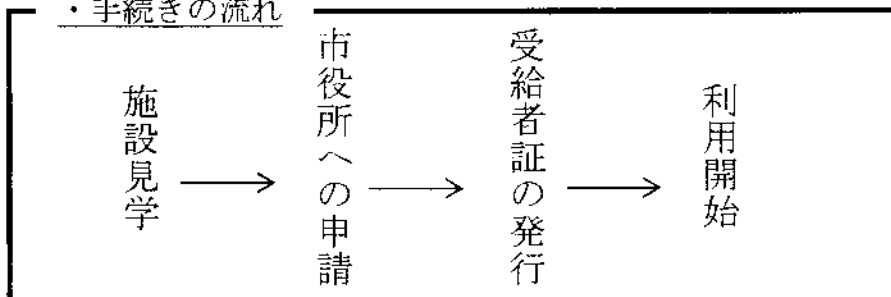 ・手続きの流れ
施設見学
市役所への申請
受給者証の発行
利用開始